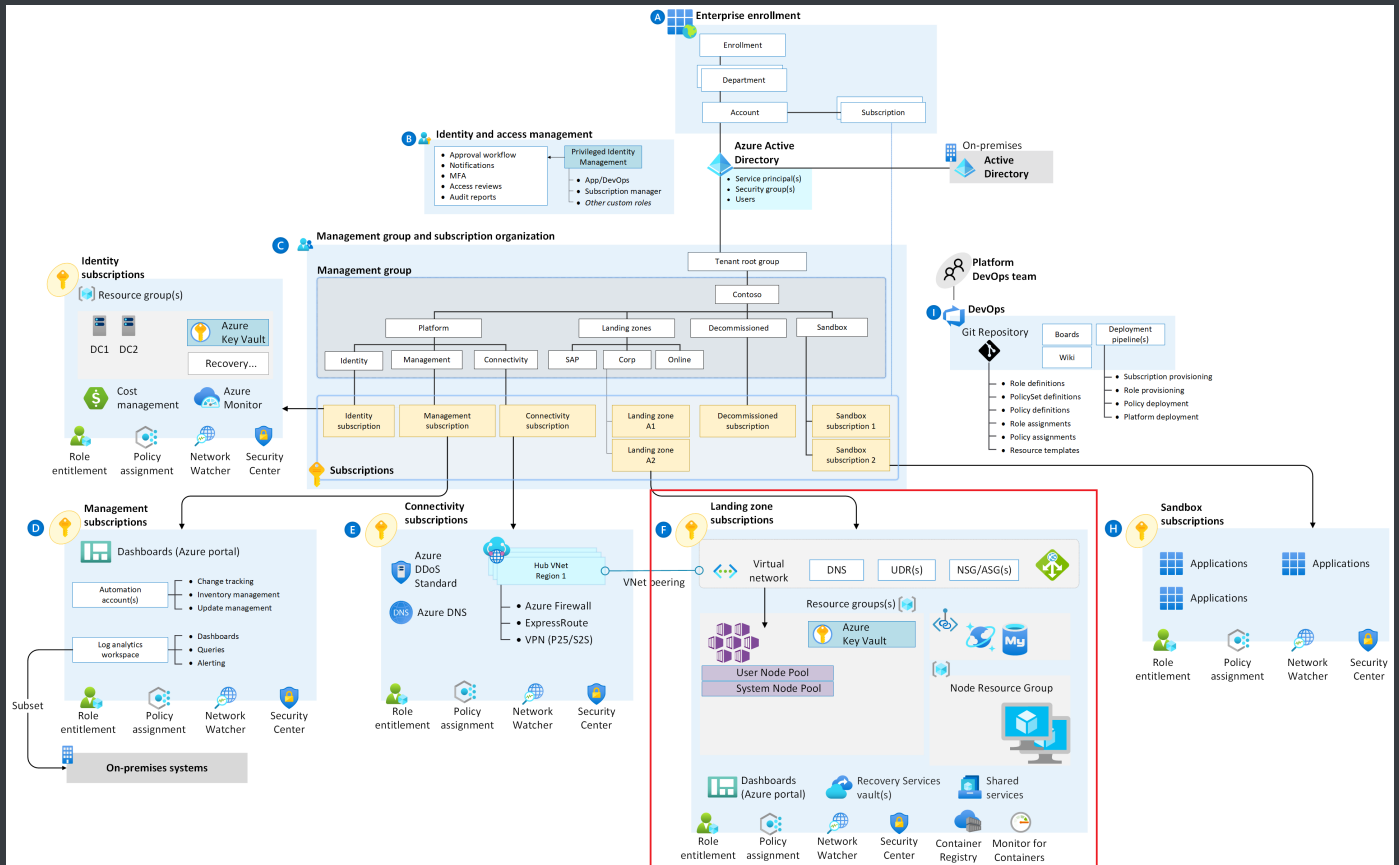 A
Enterprise enrollment
Enrollment
Department
Account
Subscription
B
Identity and access management
Approval workflow
Notifications
MFA
Access reviews
Audit reports
Privileged Identity
Management
App/DevOps
Subscription manager
Other custom roles
Azure Active
Directory
Service principal(s)
Security group(s)
Users
On-premises
Active
Directory
C
Management group and subscription organization
Management group
Tenant root group
Contoso
Platform
Landing zones
Decommissioned
Sandbox
Identity
Management
Connectivity
SAP
Corp
Online
Identity
subscription
Management
subscription
Connectivity
subscription
Landing zone
A1
Landing zone
A2
Decommissioned
subscription
Sandbox
subscription 1
Sandbox
subscription 2
Subscriptions
Identity
subscriptions
Resource group(s)
DC1
DC2
Azure
Key Vault
Recovery...
Cost
management
Azure
Monitor
Role
entitlement
Policy
assignment
Network
Watcher
Security
Center
Platform
DevOps team
I
DevOps
Git Repository
Boards
Wiki
Deployment
pipeline(s)
Role definitions
PolicySet definitions
Policy definitions
Role assignments
Policy assignments
Resource templates
Subscription provisioning
Role provisioning
Policy deployment
Platform deployment
D
Management
subscriptions
Dashboards (Azure portal)
Automation
account(s)
Change tracking
Inventory management
Update management
Log analytics
workspace
Dashboards
Queries
Alerting
Subset
Role
entitlement
Policy
assignment
Network
Watcher
Security
Center
On-premises systems
E
Connectivity
subscriptions
Azure
DDoS
Standard
DNS
Azure DNS
Hub VNet
Region 1
Azure Firewall
ExpressRoute
VPN (P2S/S2S)
VNet peering
Role
entitlement
Policy
assignment
Network
Watcher
Security
Center
F
Landing zone
subscriptions
Virtual
network
DNS
UDR(s)
NSG/ASG(s)
Resource groups(s)
Azure
Key Vault
User Node Pool
System Node Pool
My
Node Resource Group
Dashboards
(Azure portal)
Recovery Services
vault(s)
Shared
services
Role
entitlement
Policy
assignment
Network
Watcher
Security
Center
Container
Registry
Monitor for
Containers
H
Sandbox
subscriptions
Applications
Applications
Applications
Role
entitlement
Policy
assignment
Network
Watcher
Security
Center